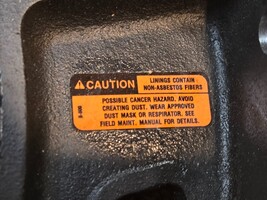 ⚠CAUTION
LININGS CONTAIN
NON-ASBESTOS FIBERS
POSSIBLE CANCER HAZARD. AVOID
CREATING DUST. WEAR APPROVED
DUST MASK OR RESPIRATOR. SEE
FIELD MAINT. MANUAL FOR DETAILS.